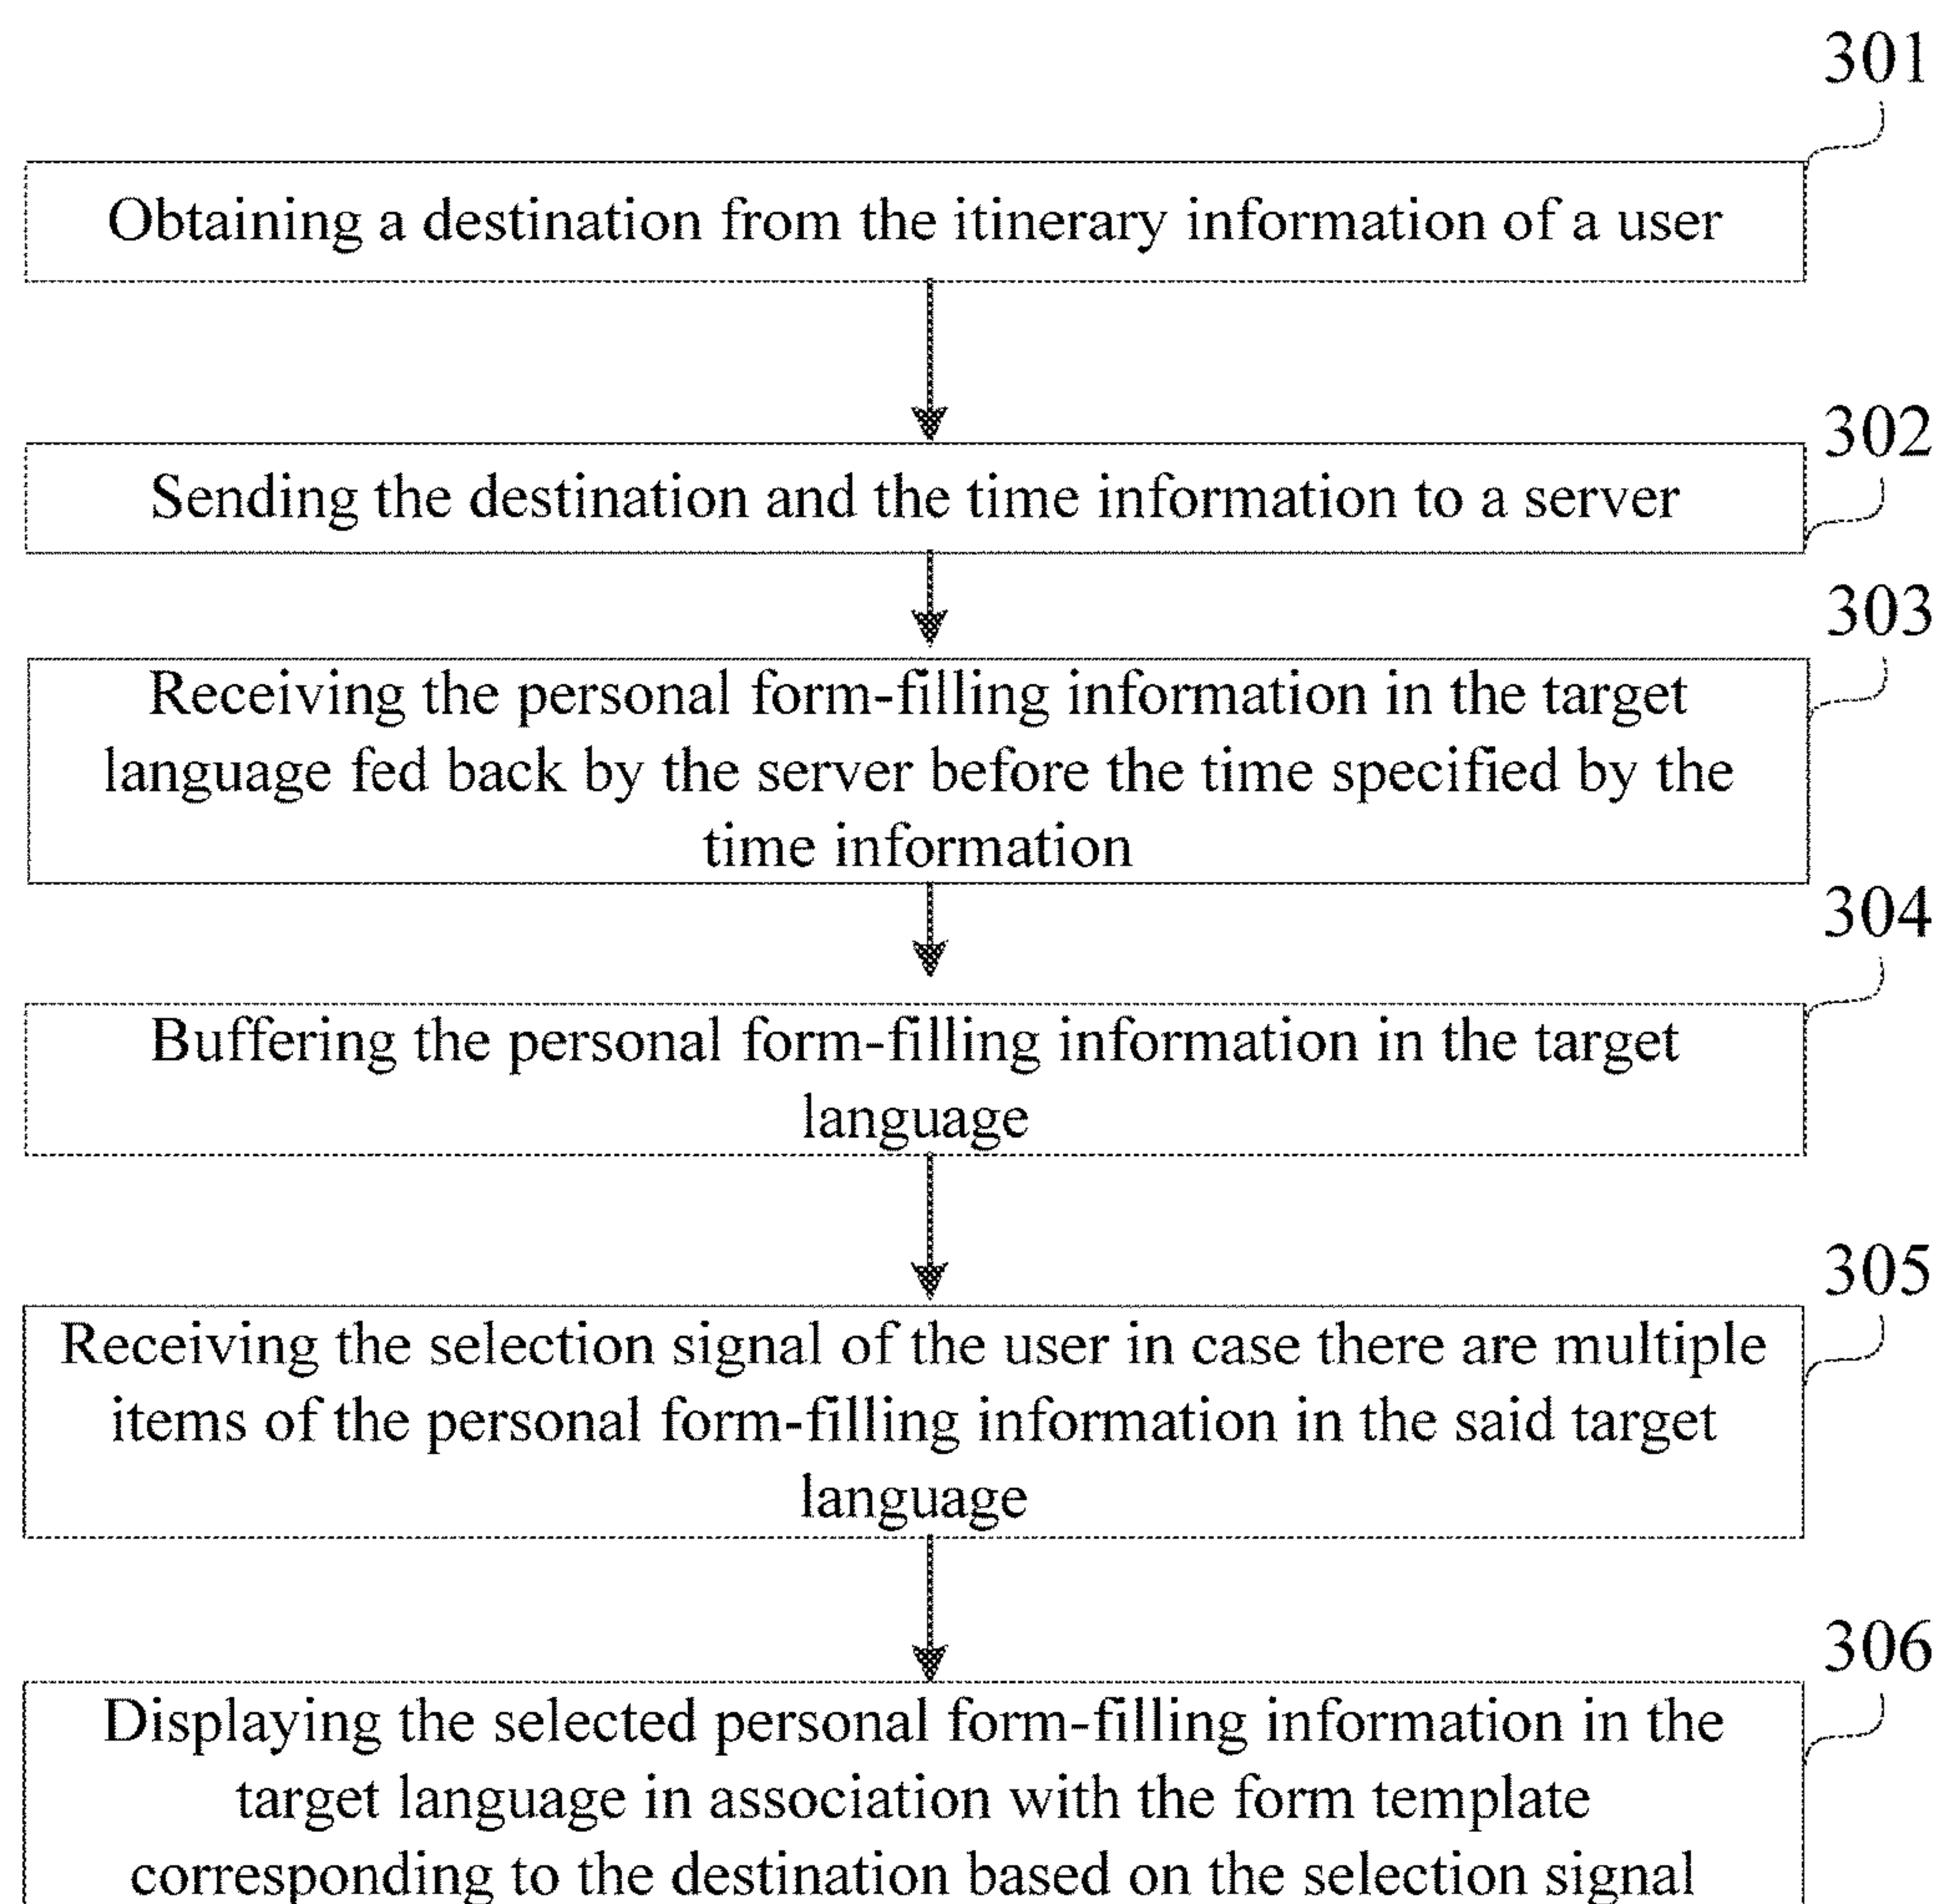 301
Obtaining a destination from the itinerary information of a user
302
Sending the destination and the time information to a server
303
Receiving the personal form-filling information in the target
language fed back by the server before the time specified by the
time information
304
Buffering the personal form-filling information in the target
language
305
Receiving the selection signal of the user in case there are multiple
items of the personal form-filling information in the said target
language
306
Displaying the selected personal form-filling information in the
target language in association with the form template
corresponding to the destination based on the selection signal